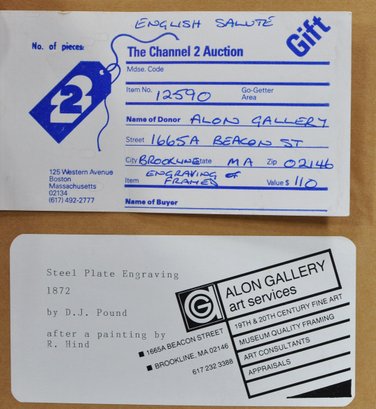 ENGLISH SALUTE
No. of pieces:
Gift
The Channel 2 Auction
Mdse. Code
Item No. 12590 Go-Getter Area
2
Name of Donor ALON GALLERY
Street 1665A BEACON ST
City BROOKLINE State MA Zip 02146
Item ENGRAVING OF FRAMED Value $ 110
Name of Buyer
125 Western Avenue
Boston
Massachusetts
02134
(617) 492-2777
Steel Plate Engraving
1872
by D.J. Pound
after a painting by
R. Hind
ALON GALLERY
art services
1665A BEACON STREET
BROOKLINE, MA 02146
617 232 3388
19TH & 20TH CENTURY FINE ART
MUSEUM QUALITY FRAMING
ART CONSULTANTS
APPRAISALS